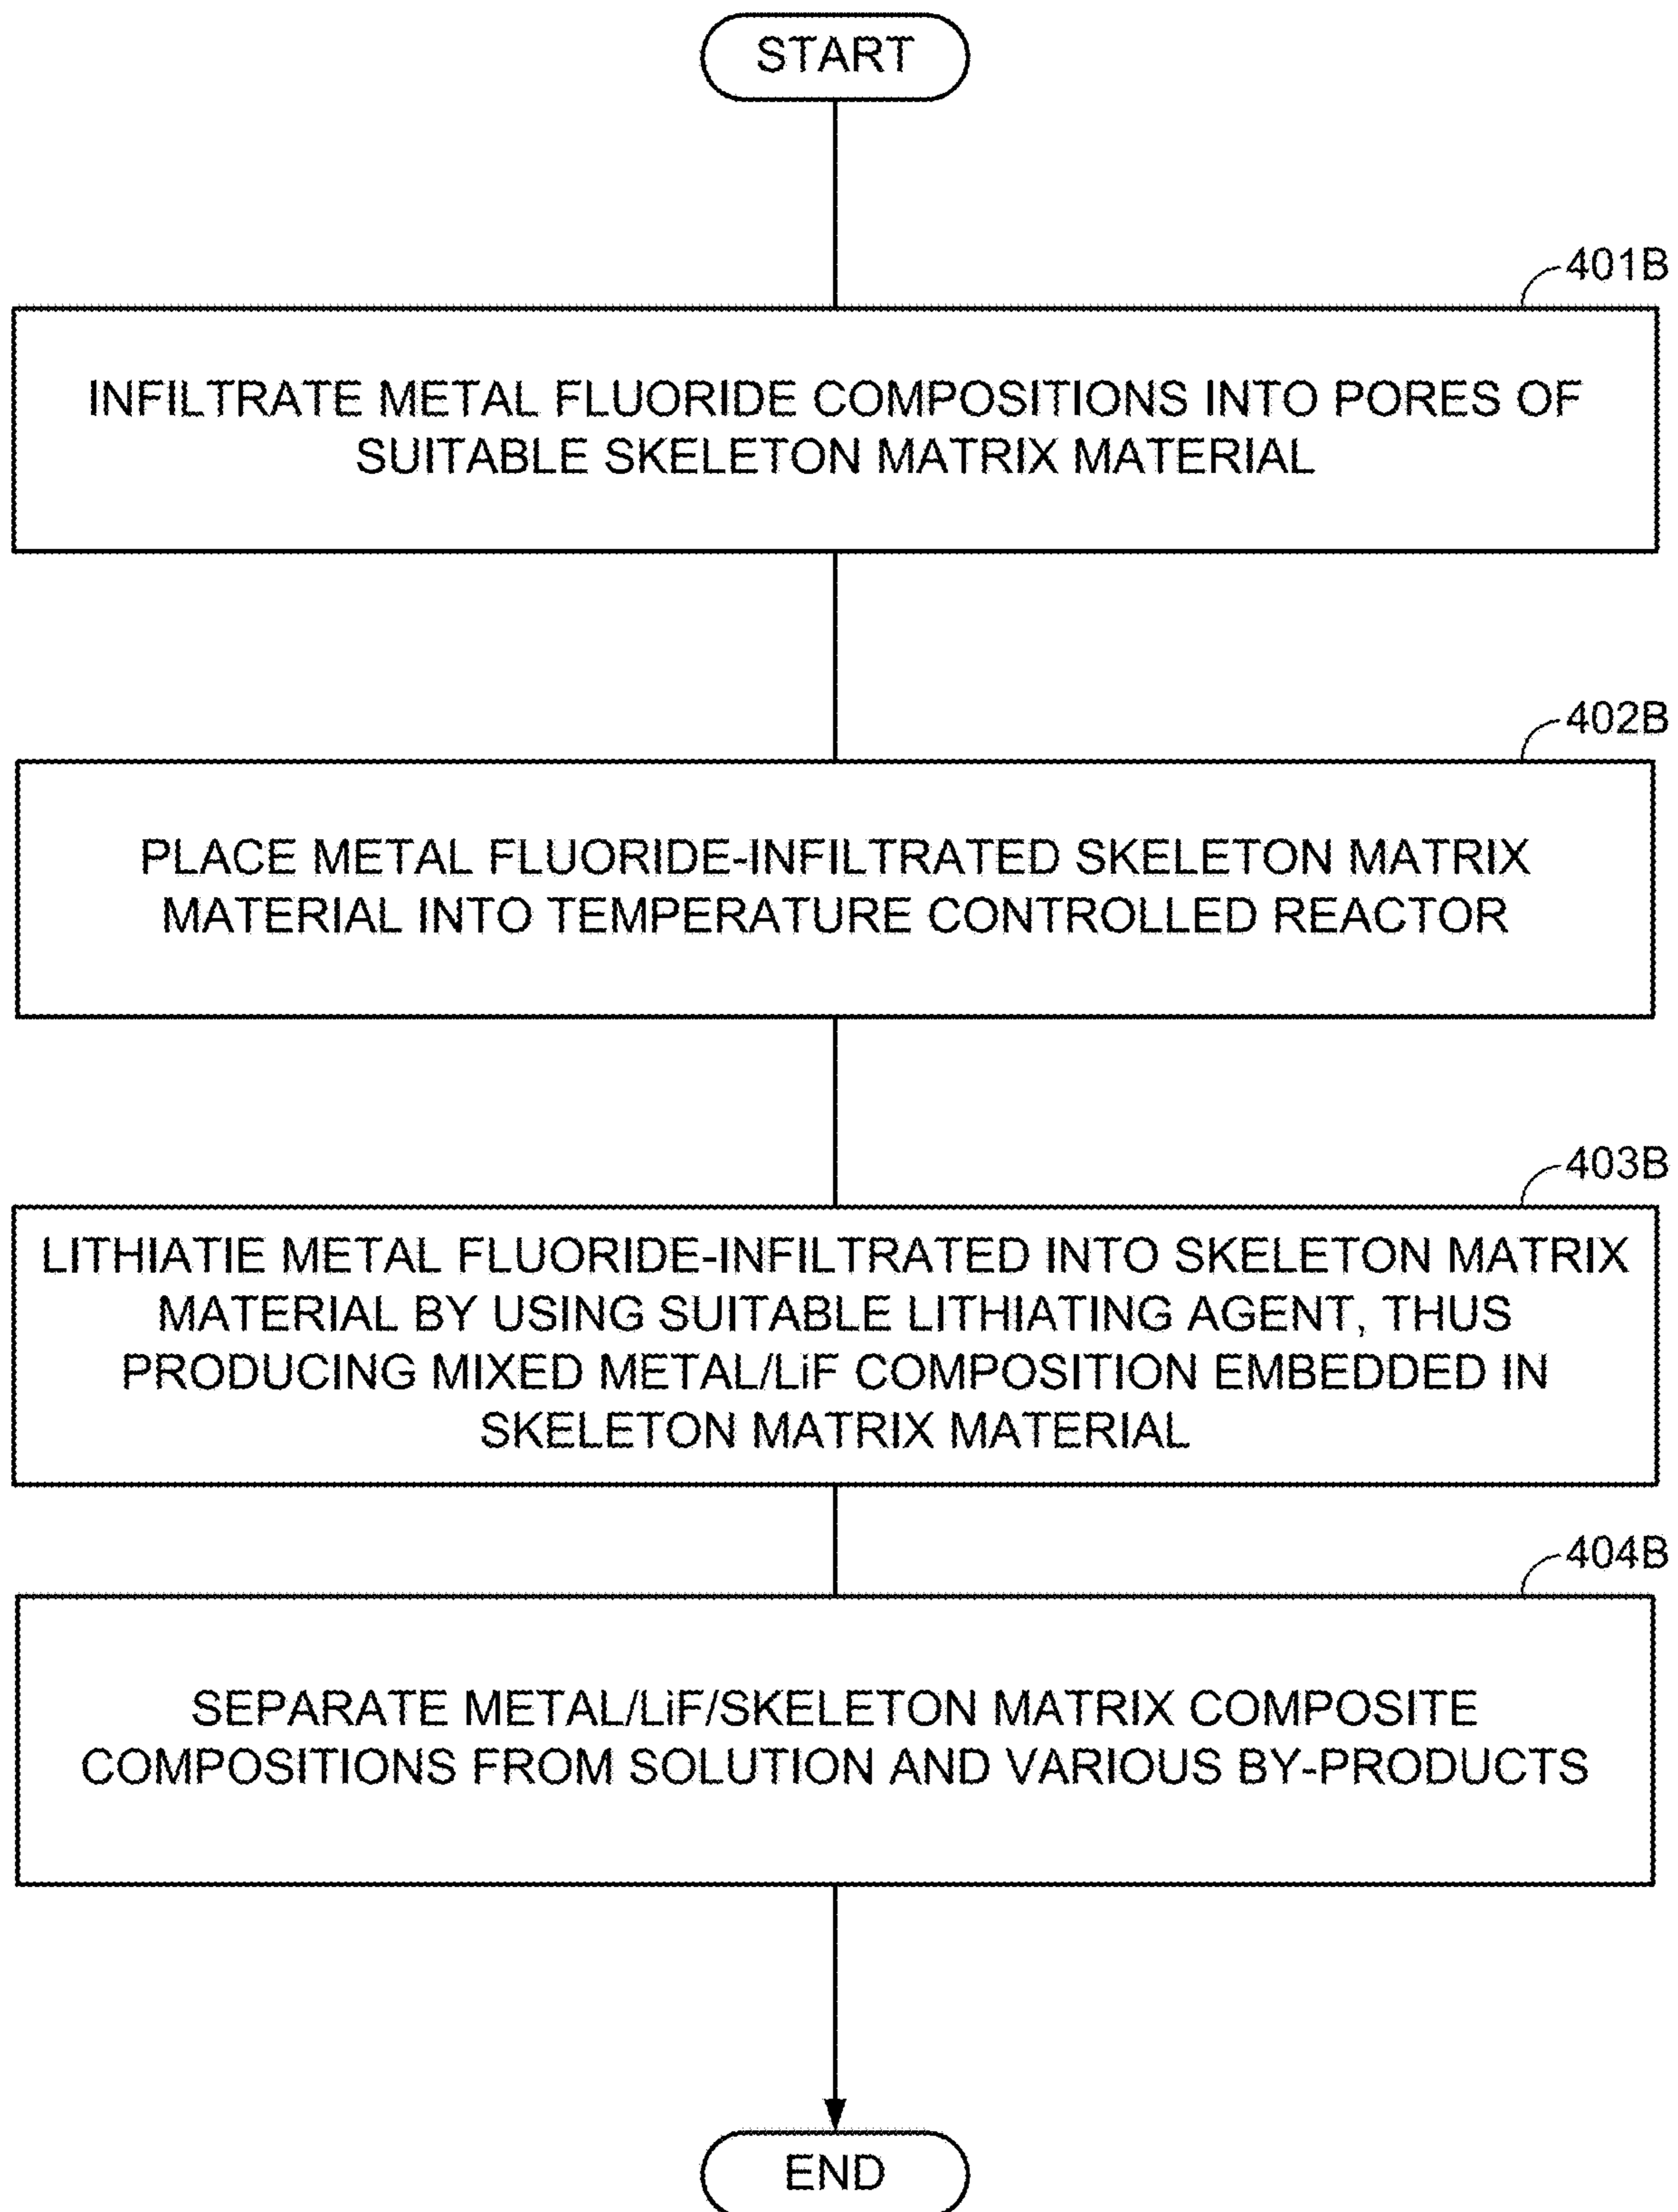 START
401B
INFILTRATE METAL FLUORIDE COMPOSITIONS INTO PORES OF
SUITABLE SKELETON MATRIX MATERIAL
402B
PLACE METAL FLUORIDE-INFILTRATED SKELETON MATRIX
MATERIAL INTO TEMPERATURE CONTROLLED REACTOR
403B
LITHIATIE METAL FLUORIDE-INFILTRATED INTO SKELETON MATRIX
MATERIAL BY USING SUITABLE LITHIATING AGENT, THUS
PRODUCING MIXED METAL/LiF COMPOSITION EMBEDDED IN
SKELETON MATRIX MATERIAL
404B
SEPARATE METAL/LiF/SKELETON MATRIX COMPOSITE
COMPOSITIONS FROM SOLUTION AND VARIOUS BY-PRODUCTS
END